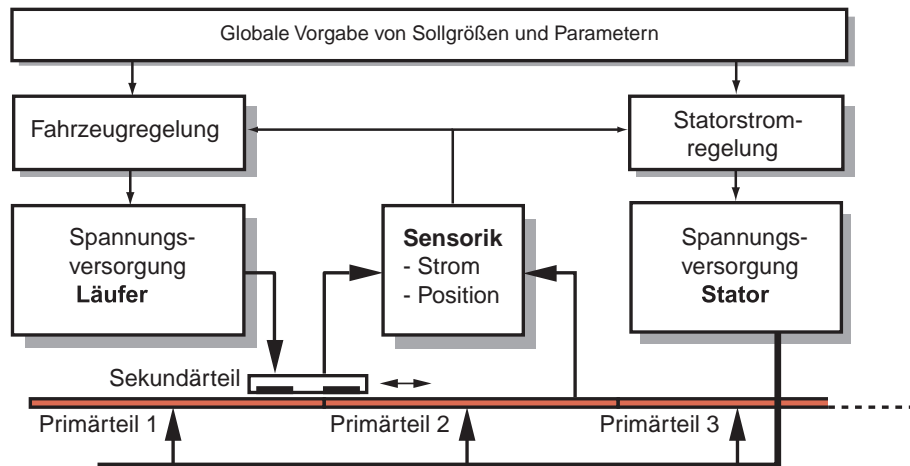 Globale Vorgabe von Sollgrößen und Parametern
Fahrzeugregelung
Statorstrom-
regelung
Spannungs-
versorgung
Läufer
Sensorik
- Strom
- Position
Spannungs-
versorgung
Stator
Sekundärteil
Primärteil 1
Primärteil 2
Primärteil 3